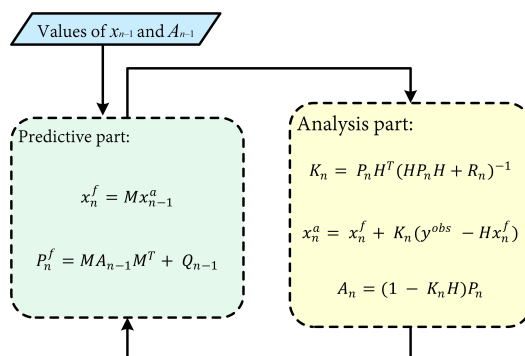 Values of x_{n-1} and A_{n-1}
Predictive part:
x_n^f = Mx_{n-1}^a
P_n^f = MA_{n-1}M^T + Q_{n-1}
Analysis part:
K_n = P_nH^T(HP_nH + R_n)^{-1}
x_n^a = x_n^f + K_n(y^{obs} - Hx_n^f)
A_n = (1 - K_nH)P_n